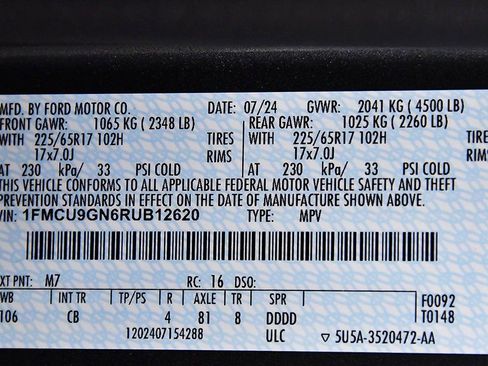 MFD. BY FORD MOTOR CO. DATE: 07/24 GVWR: 2041 KG ( 4500 LB)
FRONT GAWR: 1065 KG ( 2348 LB) REAR GAWR: 1025 KG ( 2260 LB)
WITH 225/65R17 102H TIRES WITH 225/65R17 102H TIRES
17x7.0J RIMS 17x7.0J RIMS
AT 230 kPa/ 33 PSI COLD AT 230 kPa/ 33 PSI COLD
THIS VEHICLE CONFORMS TO ALL APPLICABLE FEDERAL MOTOR VEHICLE SAFETY AND THEFT
PREVENTION STANDARDS IN EFFECT ON THE DATE OF MANUFACTURE SHOWN ABOVE.
VIN: 1FMCU9GN6RUB12620 TYPE: MPV
EXT PNT: M7 RC: 16 DSO:
WB INT TR TP/PS R AXLE TR SPR F0092
106 CB 4 81 8 DDDD T0148
1202407154288 ULC ▽ 5U5A-3520472-AA